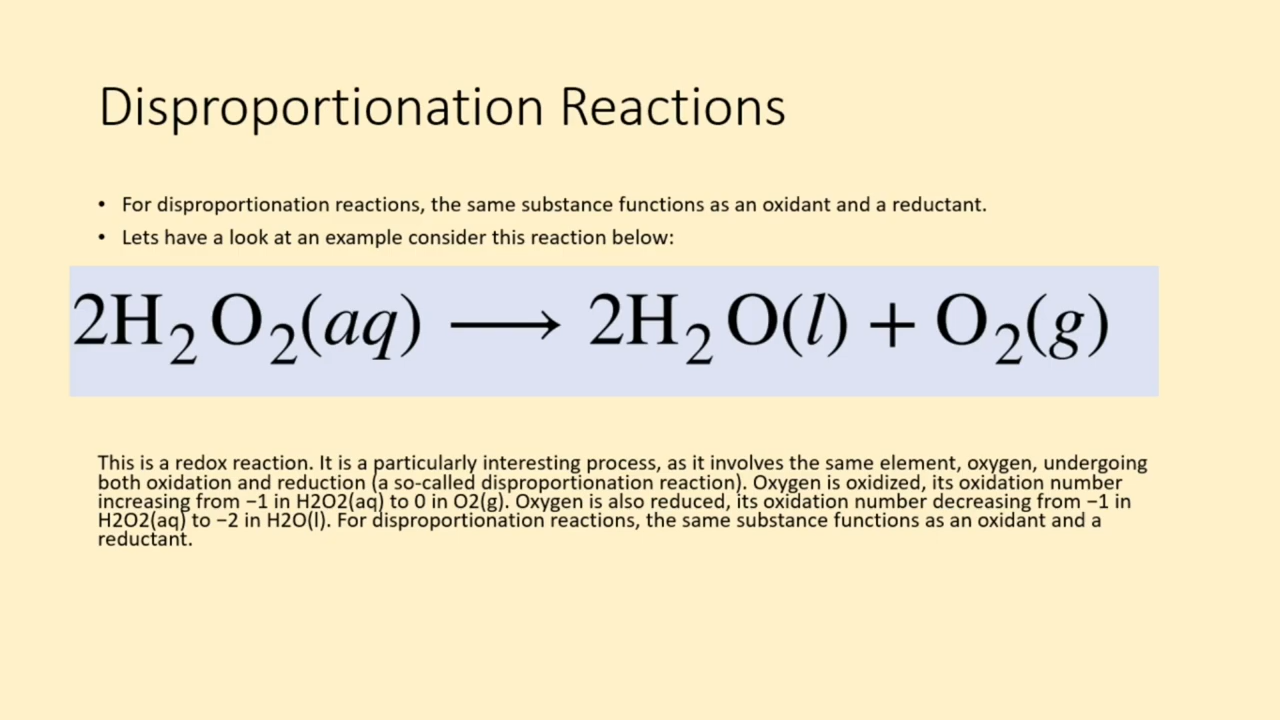 Disproportionation Reactions
• For disproportionation reactions, the same substance functions as an oxidant and a reductant.
• Lets have a look at an example consider this reaction below:
2H₂O₂(aq) ⟶ 2H₂O(l) + O₂(g)
This is a redox reaction. It is a particularly interesting process, as it involves the same element, oxygen, undergoing
both oxidation and reduction (a so-called disproportionation reaction). Oxygen is oxidized, its oxidation number
increasing from −1 in H2O2(aq) to 0 in O2(g). Oxygen is also reduced, its oxidation number decreasing from −1 in
H2O2(aq) to −2 in H2O(l). For disproportionation reactions, the same substance functions as an oxidant and a
reductant.